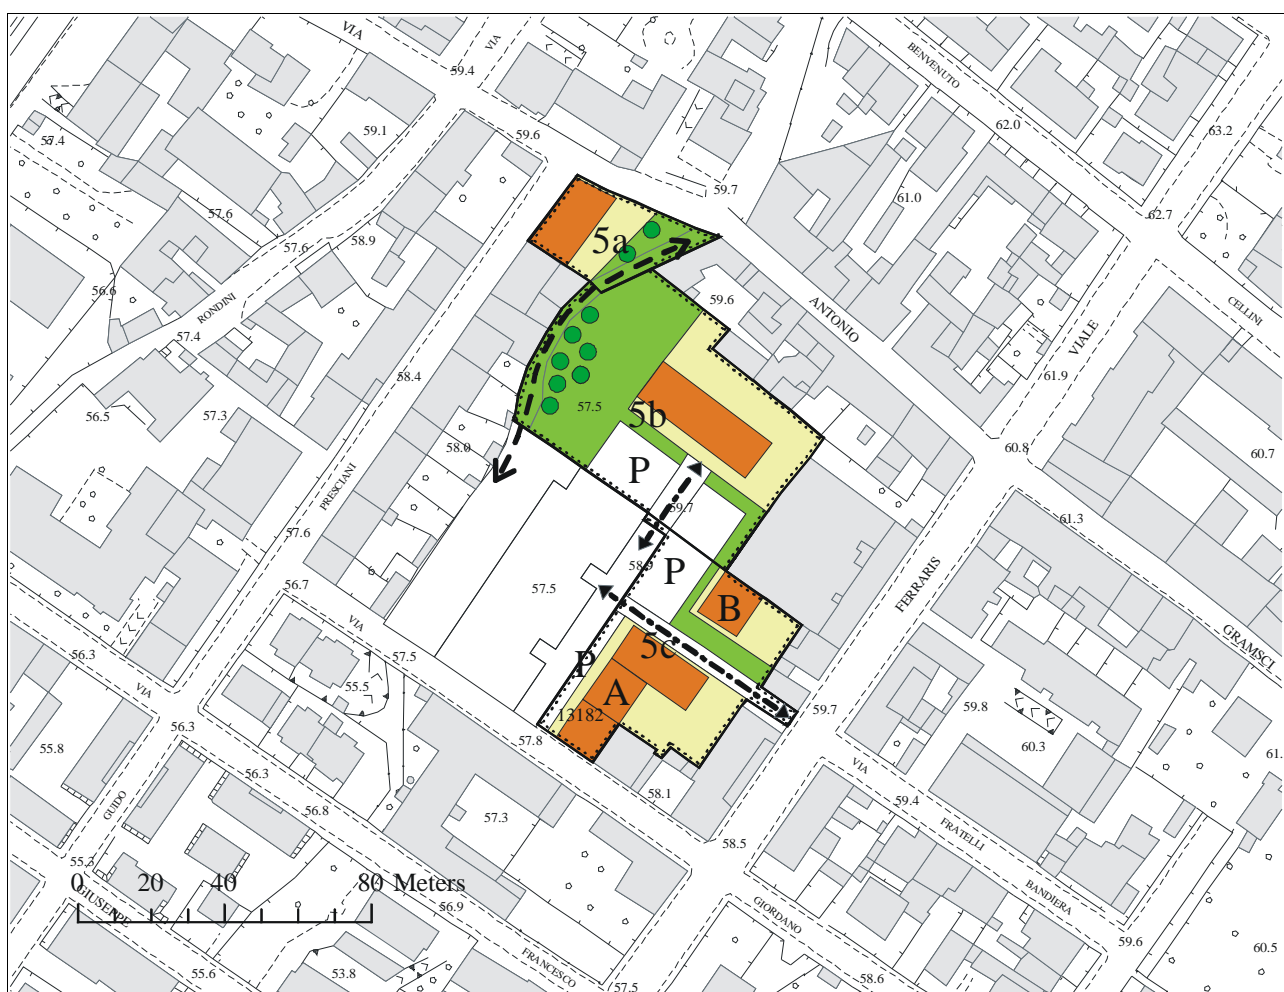 VIA
VIA
59.4
BENVENUTO
59.1
59.6
62.0
63.2
57.4
59.7
61.0
62.7
57.6
57.6
58.9
5a
56.6
RONDINI
59.6
ANTONIO
CELLINI
57.4
VIALE
58.4
61.9
56.5
57.3
57.5
5b
58.0
60.8
60.7
P
PRESCIANI
59.7
61.3
57.6
58.9
P
56.7
57.5
FERRARIS
B
VIA
GRAMSCI
56.3
57.5
5c
P
VIA
55.5
A
59.8
59.7
13182
56.3
57.8
60.3
55.8
61.
56.3
VIA
58.1
59.4
GUIDO
56.8
57.3
FRATELLI
58.5
55.3
0 20 40 80 Meters
BANDIERA
GIUSEPPE
56.9
GIORDANO
59.6
60.5
FRANCESCO
55.6
53.8
57.5
58.6